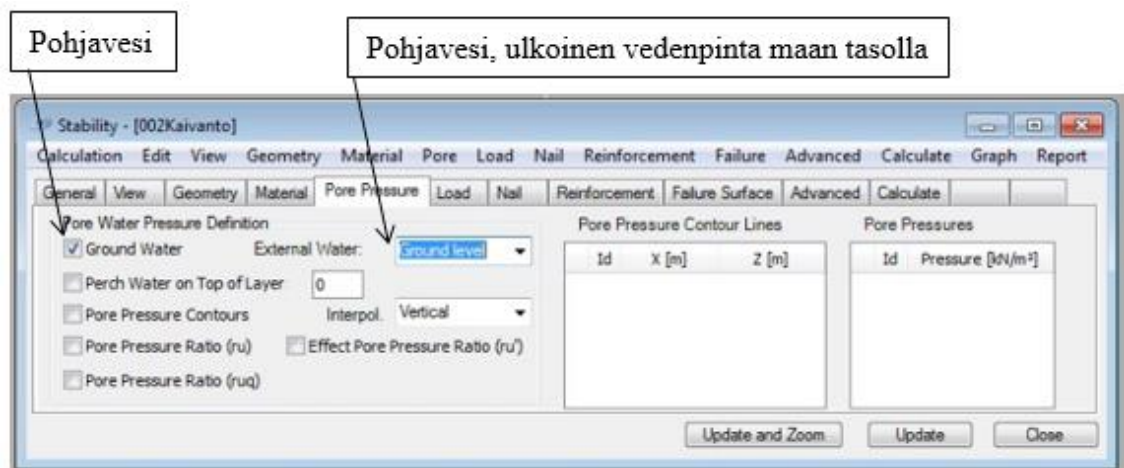 Pohjavesi
Pohjavesi, ulkoinen vedenpinta maan tasolla
Stability - [002Kaivanto]
Calculation Edit View Geometry Material Pore Load Nail Reinforcement Failure Advanced Calculate Graph Report
General View Geometry Material Pore Pressure Load Nail Reinforcement Failure Surface Advanced Calculate
Pore Water Pressure Definition
Ground Water External Water: Ground level
Perch Water on Top of Layer 0
Pore Pressure Contours Interpol. Vertical
Pore Pressure Ratio (ru) Effect Pore Pressure Ratio (ru')
Pore Pressure Ratio (ruq)
Pore Pressure Contour Lines
Id X [m] Z [m]
Pore Pressures
Id Pressure [kN/m²]
Update and Zoom Update Close